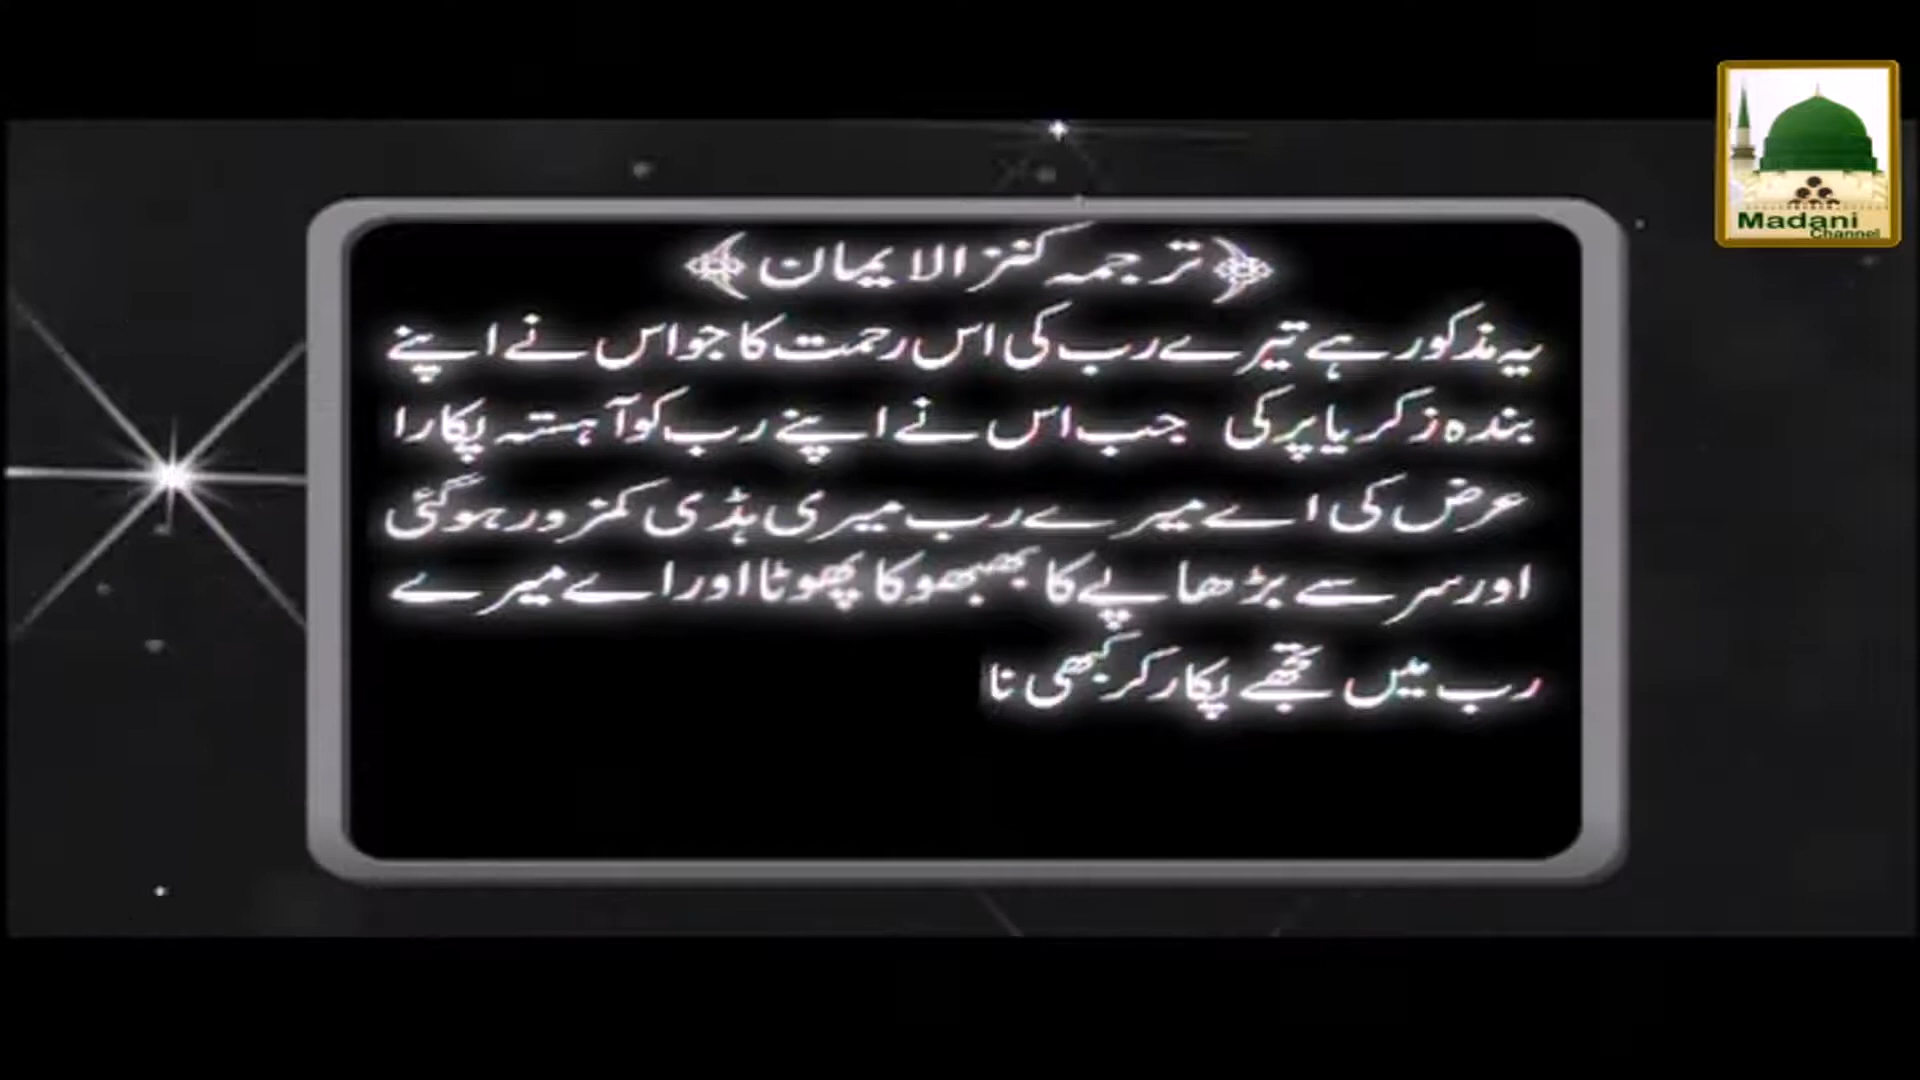 ﴿ترجمہ کنز الایمان﴾
یہ مذکور ہے تیرے رب کی اس رحمت کا جو اس نے اپنے
بندہ زکریا پر کی جب اس نے اپنے رب کو آہستہ پکارا
عرض کی اے میرے رب میری ہڈی کمزور ہوگئی
اور سر سے بڑھاپے کا بھبھوکا پھوٹا اور اے میرے
رب میں تجھے پکار کر کبھی نا
Madani
Channel